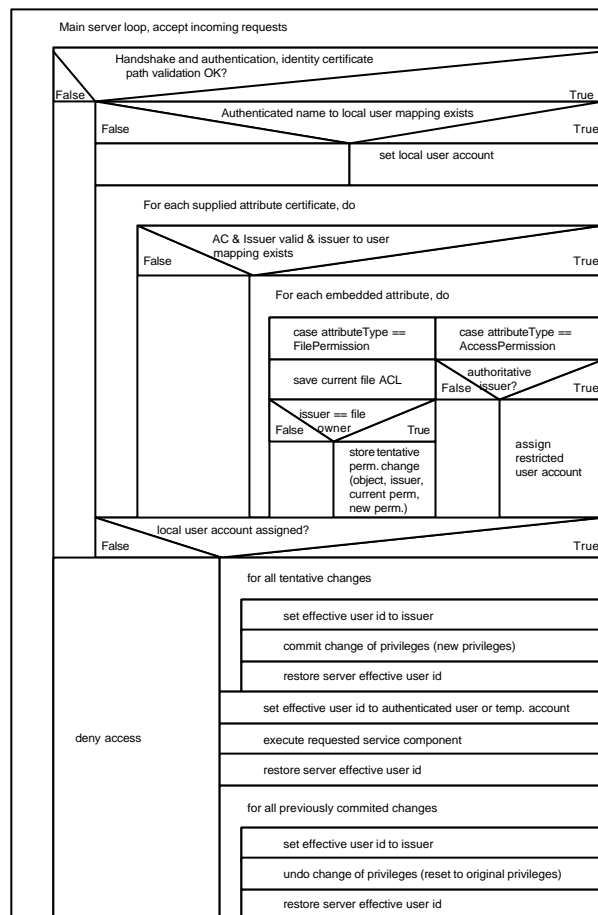 Main server loop, accept incoming requests
Handshake and authentication, identity certificate
path validation OK?
False
True
Authenticated name to local user mapping exists
False
True
set local user account
For each supplied attribute certificate, do
AC & Issuer valid & issuer to user
mapping exists
False
True
For each embedded attribute, do
case attributeType ==
FilePermission
case attributeType ==
AccessPermission
save current file ACL
authoritative
issuer?
False
True
issuer == file
owner
False
True
store tentative
perm. change
(object, issuer,
current perm,
new perm.)
assign
restricted
user account
local user account assigned?
False
True
for all tentative changes
set effective user id to issuer
commit change of privileges (new privileges)
restore server effective user id
set effective user id to authenticated user or temp. account
deny access
execute requested service component
restore server effective user id
for all previously commited changes
set effective user id to issuer
undo change of privileges (reset to original privileges)
restore server effective user id